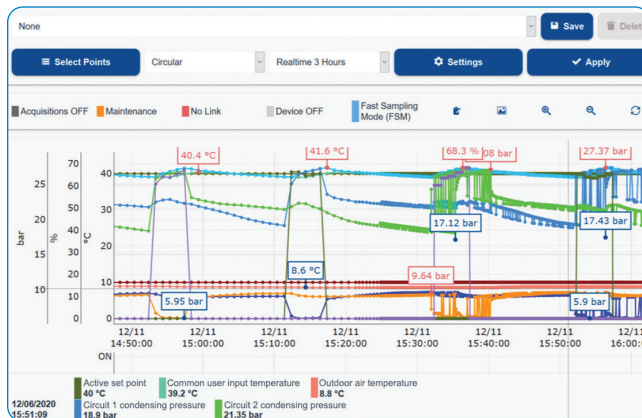 None
Save
Delet
Select Points
Circular
Realtime 3 Hours
Settings
Apply
Acquisitions OFF
Maintenance
No Link
Device OFF
Fast Sampling
Mode (FSM)
40.4 °C
41.6 °C
68.3 %
08 bar
27.37 bar
17.12 bar
17.43 bar
8.6 °C
9.64 bar
5.95 bar
5.9 bar
bar
25
20
15
10
%
70
60
50
40
30
20
10
0
°C
40
30
20
10
0
12/11
14:50:00
12/11
15:00:00
12/11
15:10:00
12/11
15:20:00
12/11
15:30:00
12/11
15:40:00
12/11
15:50:00
12/11
16:00:0
ON
12/06/2020
15:51:09
Active set point
40 °C
Common user input temperature
39.2 °C
Outdoor air temperature
8.8 °C
Circuit 1 condensing pressure
18.9 bar
Circuit 2 condensing pressure
21.35 bar